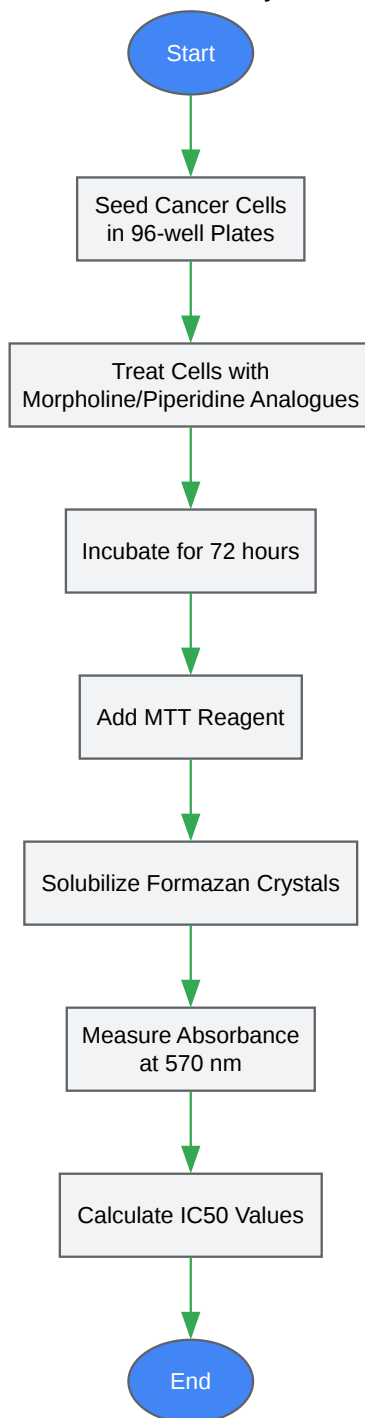 Start
Seed Cancer Cells
in 96-well Plates
Treat Cells with
Morpholine/Piperidine Analogues
Incubate for 72 hours
Add MTT Reagent
Solubilize Formazan Crystals
Measure Absorbance
at 570 nm
Calculate IC50 Values
End